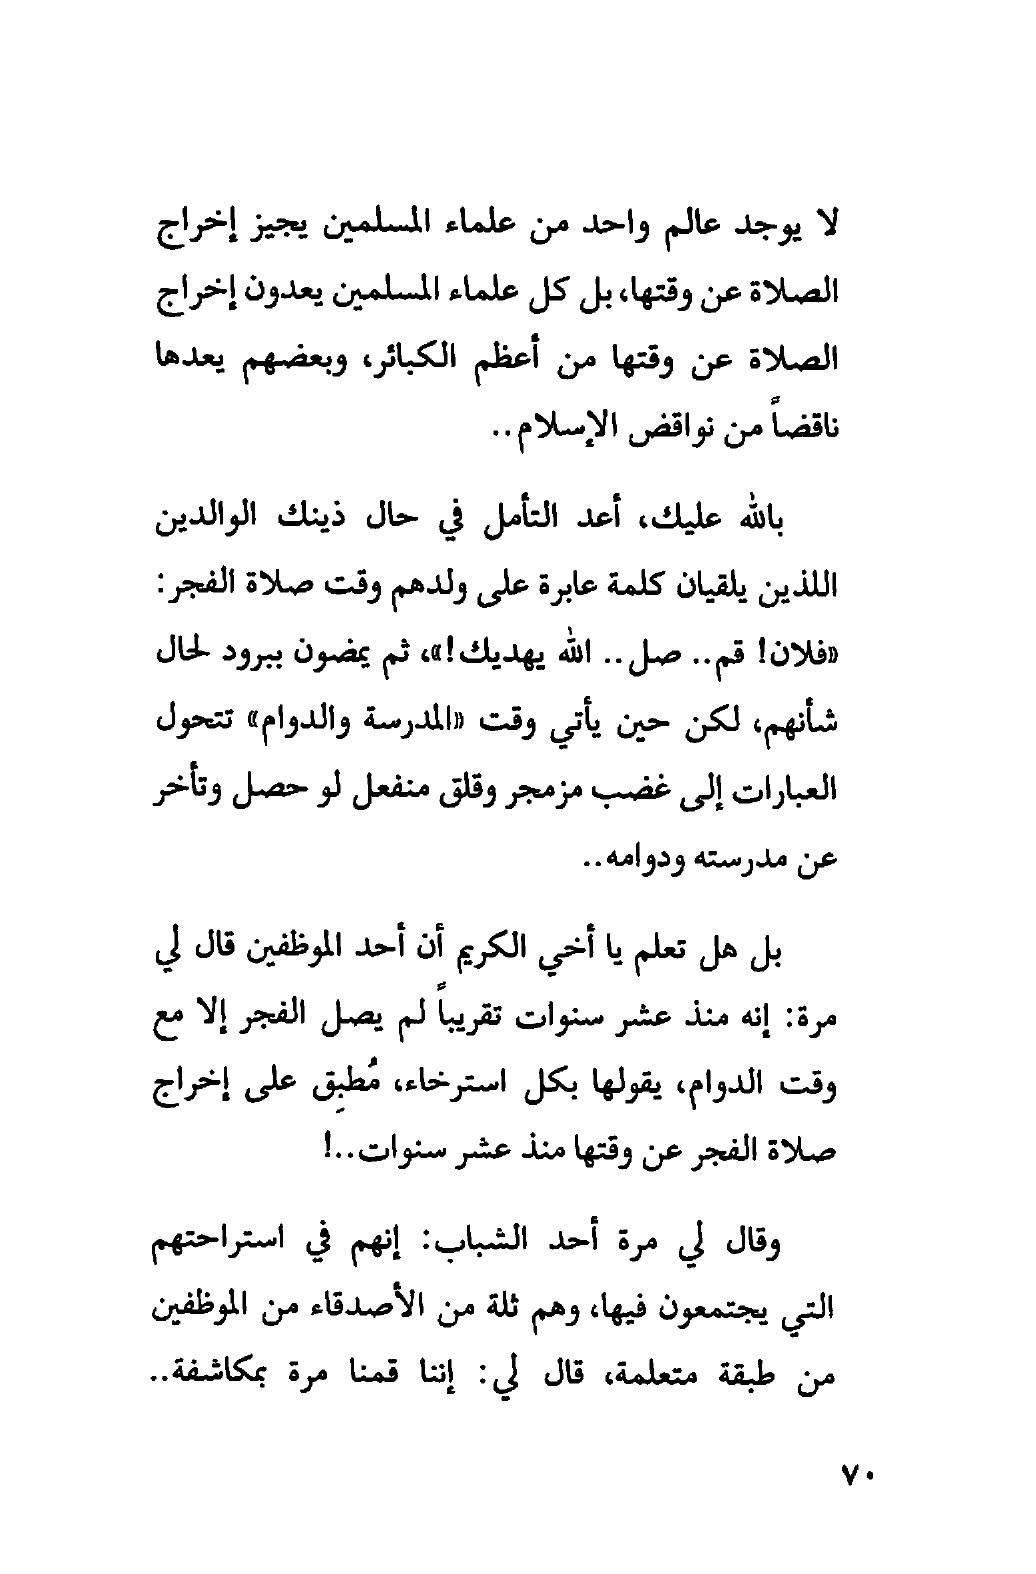 لا يوجد عالم واحد من علماء المسلمين يجيز إخراج
الصلاة عن وقتها، بل كل علماء المسلمين يعدون إخراج
الصلاة عن وقتها من أعظم الكبائر، وبعضهم يعدها
ناقضاً من نواقض الإسلام..
بالله عليك، أعد التأمل في حال ذينك الوالدين
اللذين يلقيان كلمة عابرة على ولدهم وقت صلاة الفجر:
«فلان! قم.. صل.. الله يهديك!»، ثم يمضون ببرود لحال
شأنهم، لكن حين يأتي وقت «المدرسة والدوام» تتحول
العبارات إلى غضب مزمجر وقلق منفعل لو حصل وتأخر
عن مدرسته ودوامه..
بل هل تعلم يا أخي الكريم أن أحد الموظفين قال لي
مرة: إنه منذ عشر سنوات تقريباً لم يصل الفجر إلا مع
وقت الدوام، يقولها بكل استرخاء، مُطبِق على إخراج
صلاة الفجر عن وقتها منذ عشر سنوات..!
وقال لي مرة أحد الشباب: إنهم في استراحتهم
التي يجتمعون فيها، وهم ثلة من الأصدقاء من الموظفين
من طبقة متعلمة، قال لي: إننا قمنا مرة بمكاشفة..
٧٠